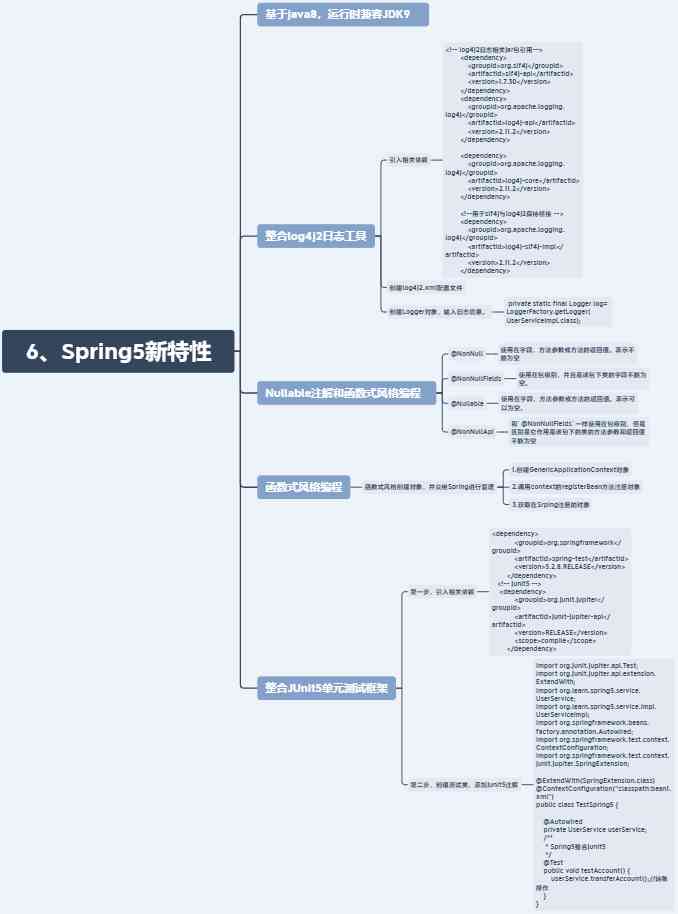 6、Spring5新特性
基于java8，运行时兼容JDK9
整合log4j2日志工具
引入相关依赖
<!-- log4j2日志相关jar包引用-->
<dependency>
<groupId>org.slf4j</groupId>
<artifactId>slf4j-api</artifactId>
<version>1.7.30</version>
</dependency>
<dependency>
<groupId>org.apache.logging.
log4j</groupId>
<artifactId>log4j-api</artifactId>
<version>2.11.2</version>
</dependency>
<dependency>
<groupId>org.apache.logging.
log4j</groupId>
<artifactId>log4j-core</artifactId>
<version>2.11.2</version>
</dependency>
<!--用于slf4j与log4j2保持桥接 -->
<dependency>
<groupId>org.apache.logging.
log4j</groupId>
<artifactId>log4j-slf4j-impl</
artifactId>
<version>2.11.2</version>
</dependency>
创建log4j2.xml配置文件
创建Logger对象，输入日志信息。
private static final Logger log=
LoggerFactory.getLogger(
UserServiceImpl.class);
Nullable注解和函数式风格编程
@NonNull
使用在字段，方法参数或方法的返回值。表示不
能为空
@NonNullFields
使用在包级别，并且是该包下类的字段不能为
空。
@Nullable
使用在字段，方法参数或方法的返回值。表示可
以为空。
@NonNullApi
和`@NonNullFields`一样使用在包级别，但是
区别是它作用是该包下的类的方法参数和返回值
不能为空
函数式风格编程
函数式风格创建对象，并交给Spring进行管理
1.创建GenericApplicationContext对象
2.调用context的registerBean方法注册对象
3.获取在Srping注册的对象
整合JUnit5单元测试框架
第一步，引入相关依赖
<dependency>
<groupId>org.springframework</
groupId>
<artifactId>spring-test</artifactId>
<version>5.2.8.RELEASE</version>
</dependency>
<!-- junit5 -->
<dependency>
<groupId>org.junit.jupiter</
groupId>
<artifactId>junit-jupiter-api</
artifactId>
<version>RELEASE</version>
<scope>compile</scope>
</dependency>
第二步，创建测试类，添加Junit5注解
import org.junit.jupiter.api.Test;
import org.junit.jupiter.api.extension.
ExtendWith;
import org.learn.spring5.service.
UserService;
import org.learn.spring5.service.impl.
UserServiceImpl;
import org.springframework.beans.
factory.annotation.Autowired;
import org.springframework.test.context.
ContextConfiguration;
import org.springframework.test.context.
junit.jupiter.SpringExtension;
@ExtendWith(SpringExtension.class)
@ContextConfiguration("classpath:bean1.
xml")
public class TestSpring5 {
@Autowired
private UserService userService;
/**
* Spring5整合junit5
*/
@Test
public void testAccount() {
userService.transferAccount();//转账
操作
}
}